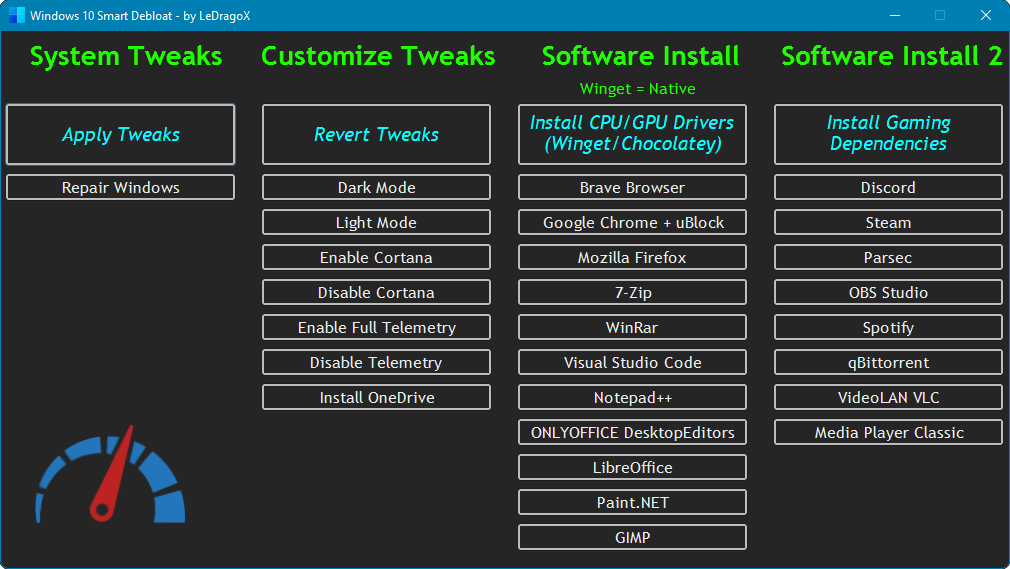 Windows 10 Smart Debloat - by LeDragoX
System Tweaks
Apply Tweaks
Repair Windows
Customize Tweaks
Revert Tweaks
Dark Mode
Light Mode
Enable Cortana
Disable Cortana
Enable Full Telemetry
Disable Telemetry
Install OneDrive
Software Install
Winget = Native
Install CPU/GPU Drivers
(Winget/Chocolatey)
Brave Browser
Google Chrome + uBlock
Mozilla Firefox
7-Zip
WinRar
Visual Studio Code
Notepad++
ONLYOFFICE DesktopEditors
LibreOffice
Paint.NET
GIMP
Software Install 2
Install Gaming
Dependencies
Discord
Steam
Parsec
OBS Studio
Spotify
qBittorrent
VideoLAN VLC
Media Player Classic